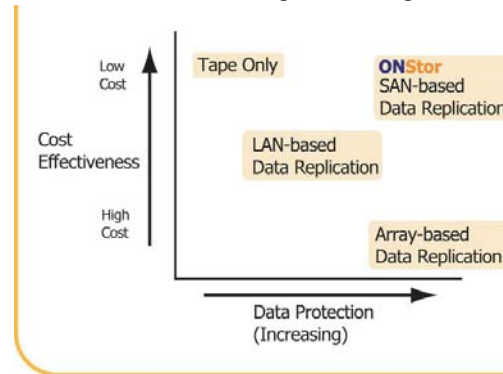 Low
Cost
Cost
Effectiveness
High
Cost
Tape Only
ONStor
SAN-based
Data Replication
LAN-based
Data Replication
Array-based
Data Replication
Data Protection
(Increasing)